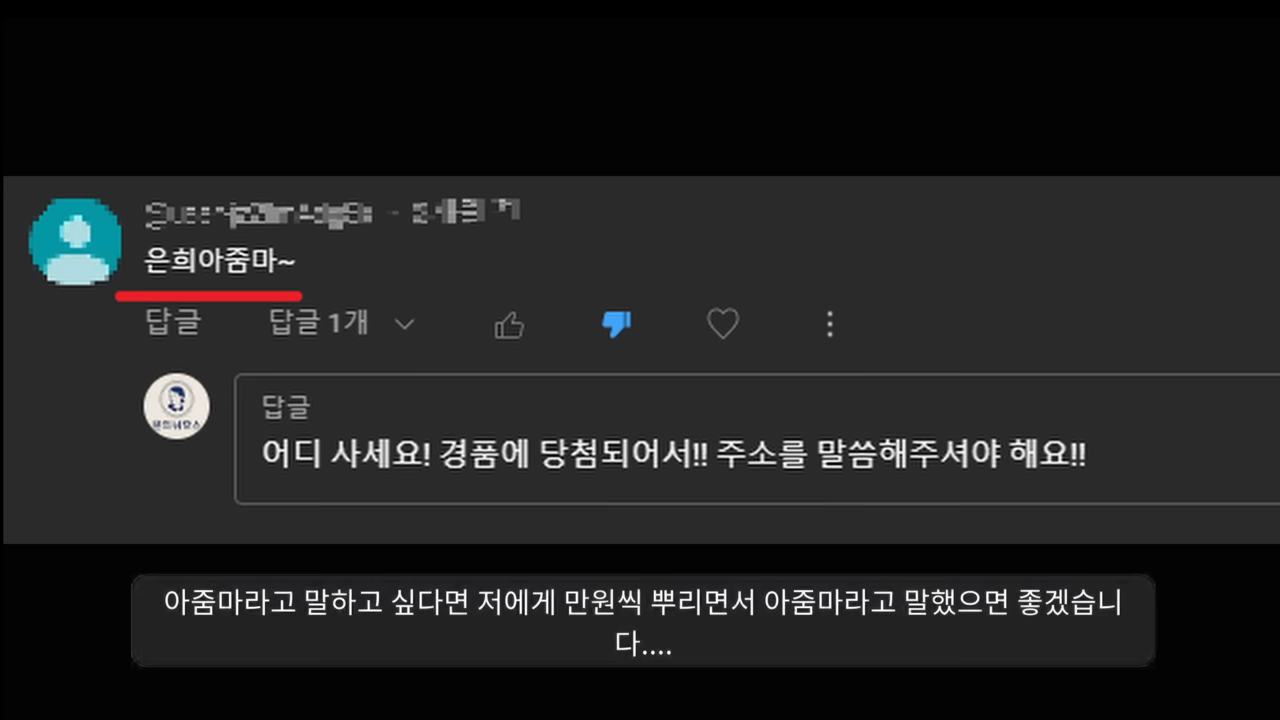 은희아줌마~
답글 답글 1개
답글
어디 사세요! 경품에 당첨되어서!! 주소를 말씀해주셔야 해요!!
아줌마라고 말하고 싶다면 저에게 만원씩 뿌리면서 아줌마라고 말했으면 좋겠습니
다....